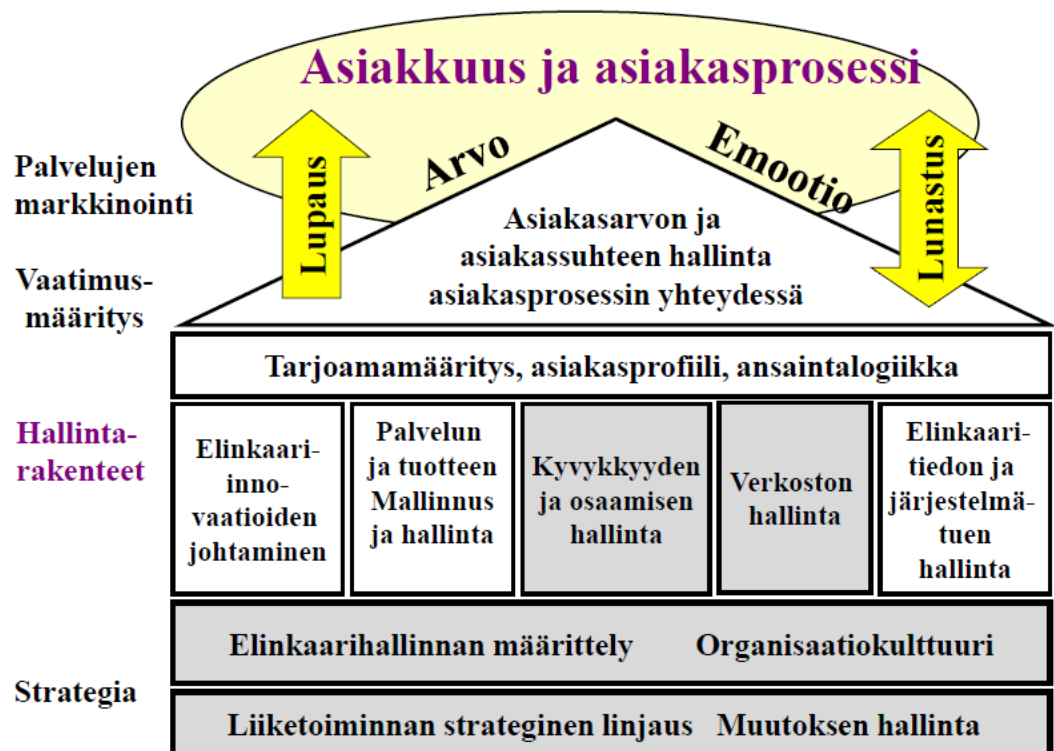 Asiakkuus ja asiakasprosessi
Palvelujen
markkinointi
Lupaus
Arvo
Emootio
Lunastus
Asiakasarvon ja
asiakassuhteen hallinta
asiakasprosessin yhteydessä
Vaatimus-
määritys
Tarjoamamääritys, asiakasprofiili, ansaintalogiikka
Hallinta-
rakenteet
Elinkaari-
inno-
vaatioiden
johtaminen
Palvelun
ja tuotteen
Mallinnus
ja hallinta
Kyvykkyyden
ja osaamisen
hallinta
Verkoston
hallinta
Elinkaari-
tiedon ja
järjestelmä-
tuen
hallinta
Strategia
Elinkaarihallinnan määrittely Organisaatiokulttuuri
Liiketoiminnan strateginen linjaus Muutoksen hallinta